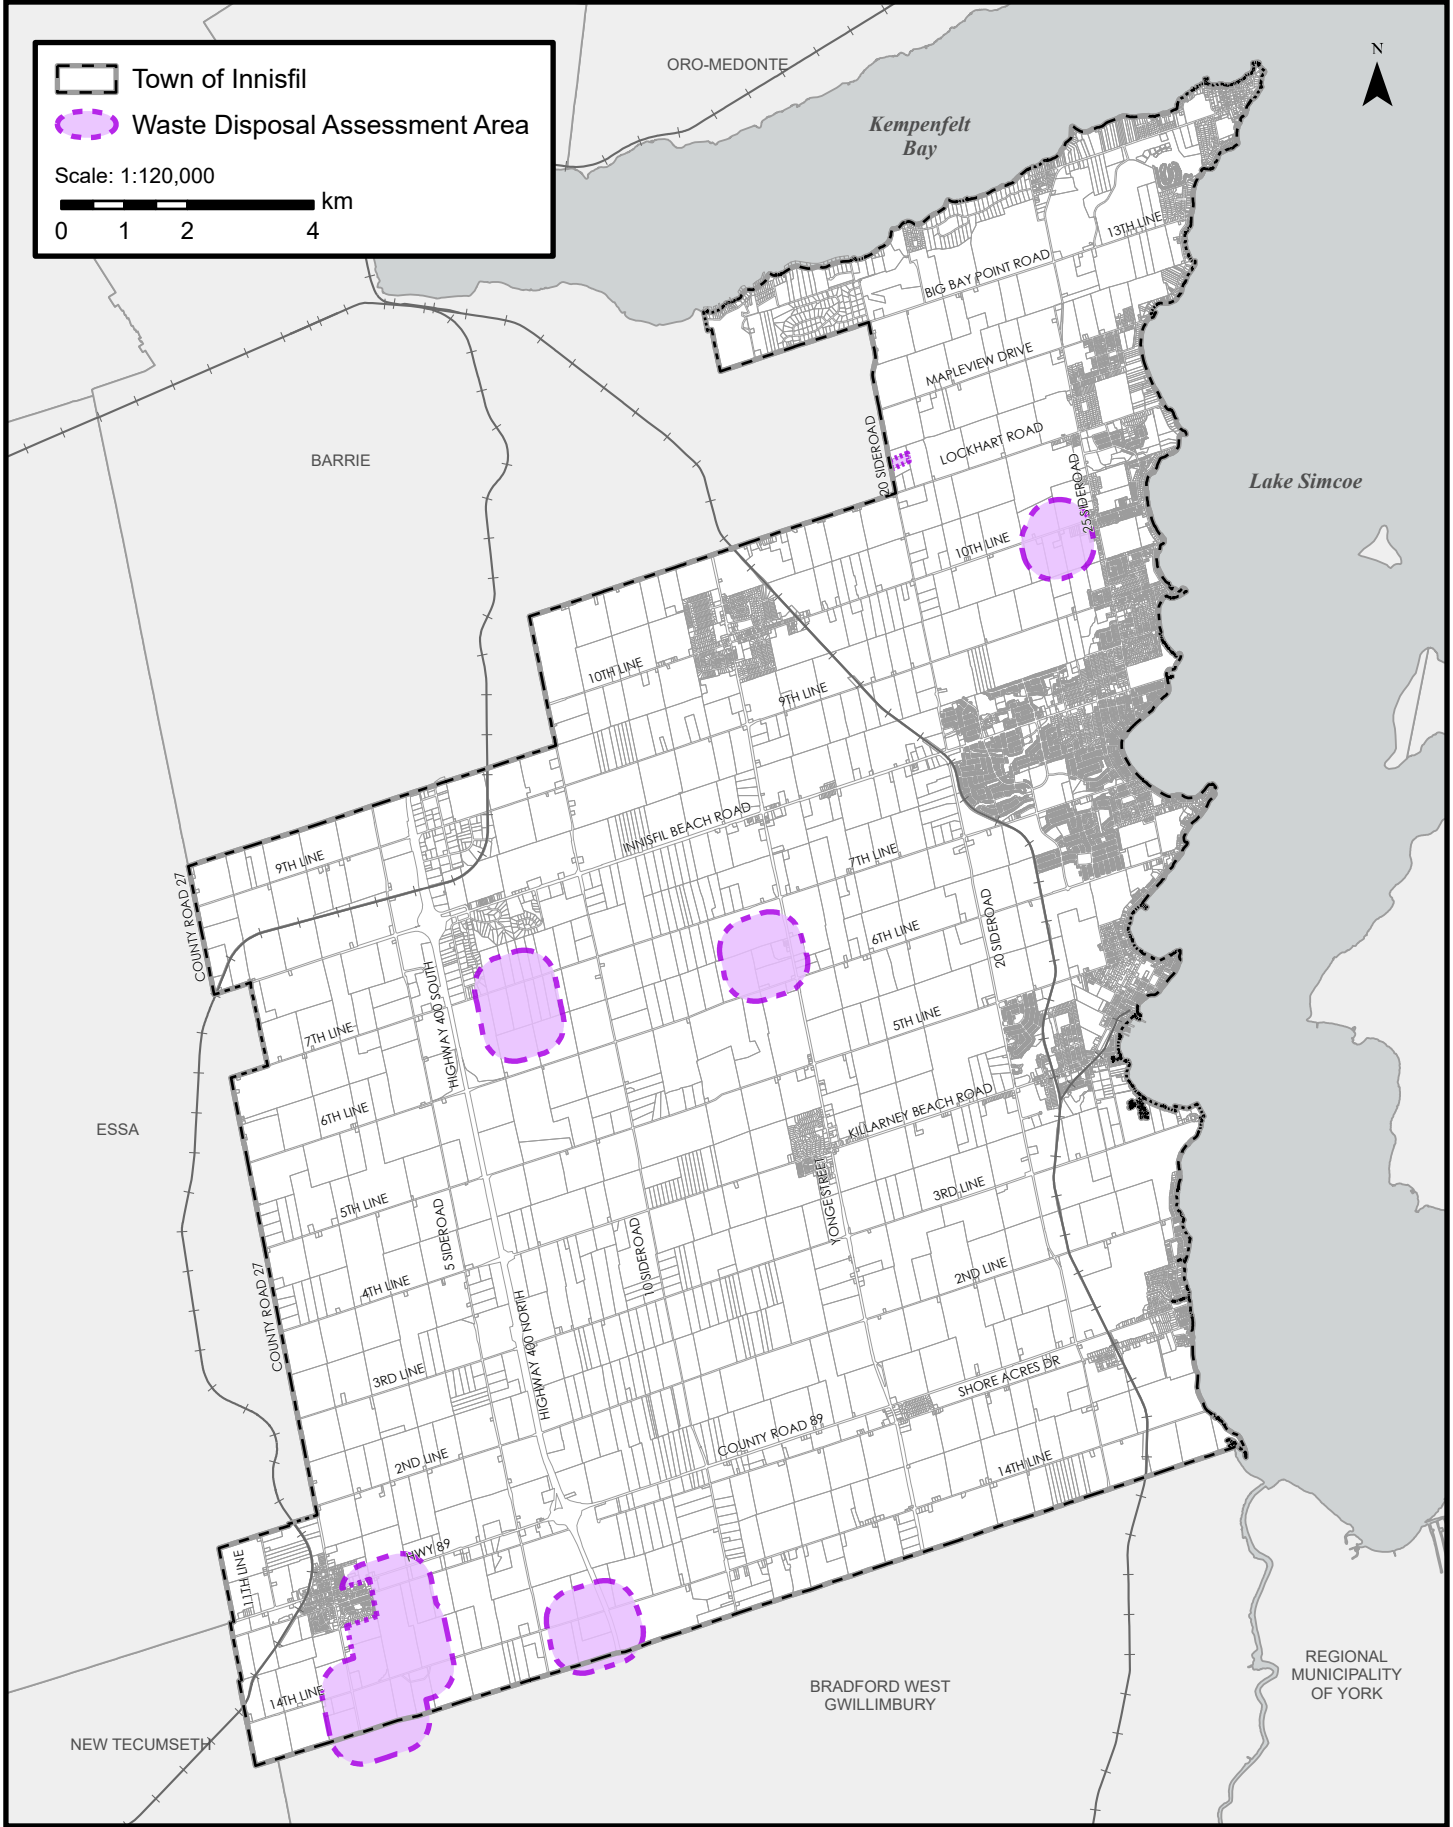 Town of Innisfil
Waste Disposal Assessment Area
Scale: 1:120,000
km
0 1 2 4
N
ORO-MEDONTE
Kempenfelt
Bay
13TH LINE
BIG BAY POINT ROAD
MAPLEVIEW DRIVE
LOCKHART ROAD
20 SIDEROAD
25 SIDEROAD
BARRIE
Lake Simcoe
10TH LINE
10TH LINE
9TH LINE
INNISFIL BEACH ROAD
9TH LINE
7TH LINE
COUNTY ROAD 27
6TH LINE
20 SIDEROAD
HIGHWAY 400 SOUTH
5TH LINE
7TH LINE
KILLARNEY BEACH ROAD
6TH LINE
ESSA
YONGE STREET
3RD LINE
5TH LINE
5 SIDEROAD
10 SIDEROAD
2ND LINE
4TH LINE
COUNTY ROAD 27
HIGHWAY 400 NORTH
3RD LINE
SHORE ACRES DR
COUNTY ROAD 89
2ND LINE
14TH LINE
HWY 89
11TH LINE
14TH LINE
NEW TECUMSETH
BRADFORD WEST
GWILLIMBURY
REGIONAL
MUNICIPALITY
OF YORK